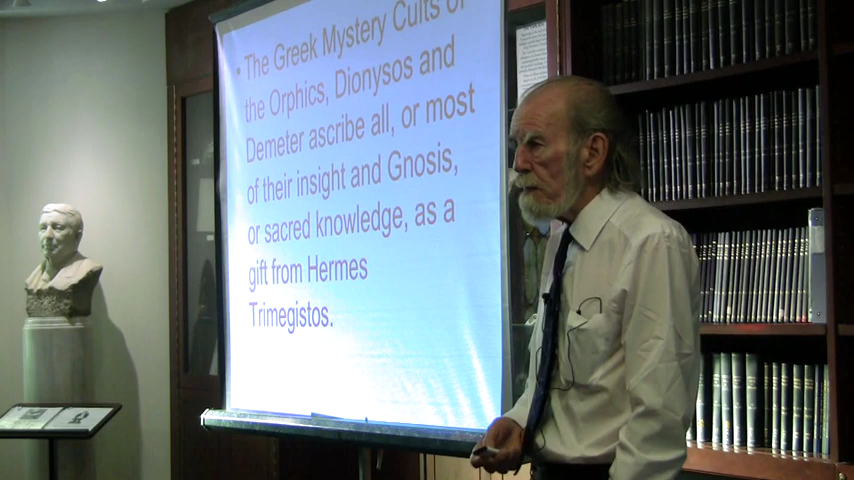 • The Greek Mystery Cults of
the Orphics, Dionysos and
Demeter ascribe all, or most
of their insight and Gnosis,
or sacred knowledge, as a
gift from Hermes
Trimegistos.